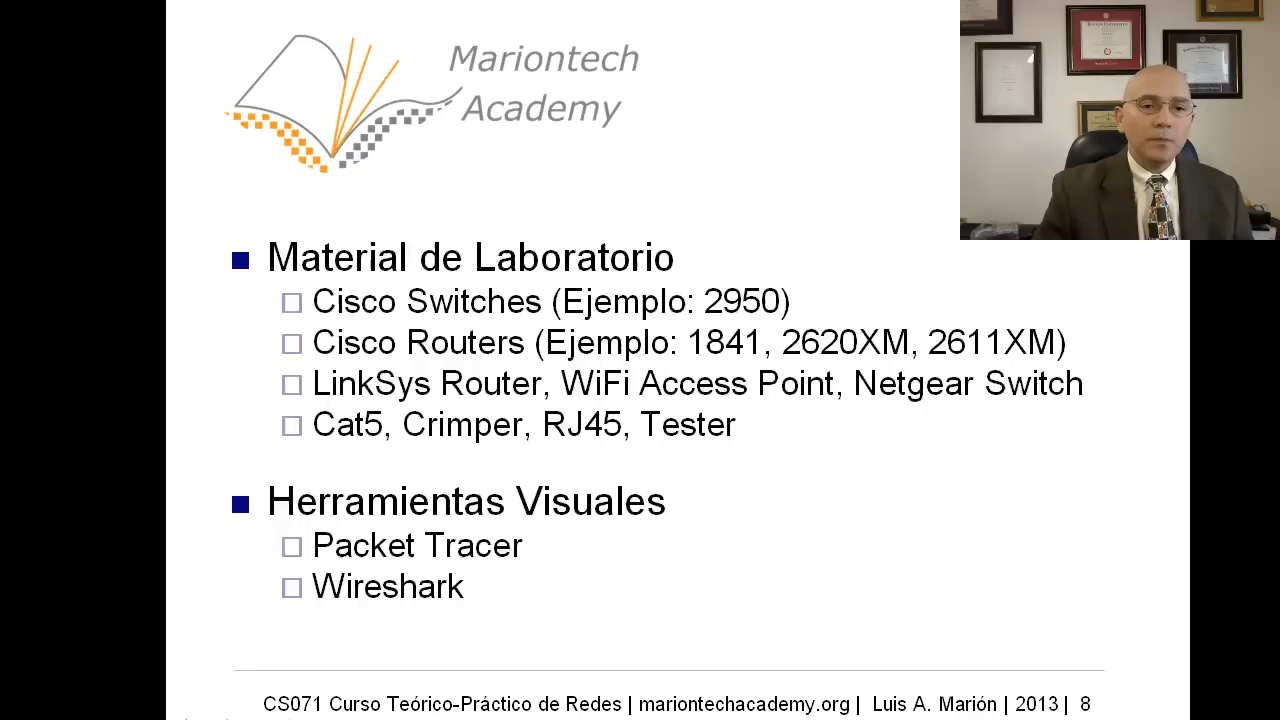 Mariontech
Academy
Material de Laboratorio
Cisco Switches (Ejemplo: 2950)
Cisco Routers (Ejemplo: 1841, 2620XM, 2611XM)
LinkSys Router, WiFi Access Point, Netgear Switch
Cat5, Crimper, RJ45, Tester
Herramientas Visuales
Packet Tracer
Wireshark
CS071 Curso Teórico-Práctico de Redes | mariontechacademy.org | Luis A. Marión | 2013 | 8